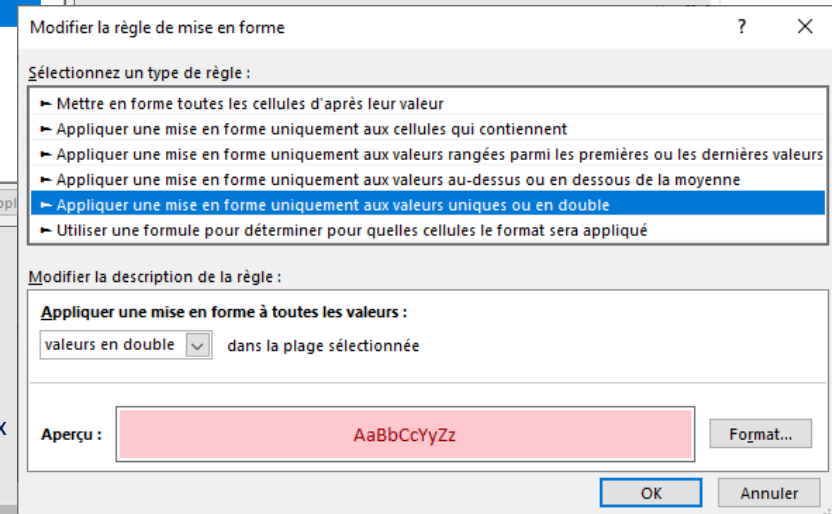 Modifier la règle de mise en forme
?
Sélectionnez un type de règle :
► Mettre en forme toutes les cellules d'après leur valeur
► Appliquer une mise en forme uniquement aux cellules qui contiennent
► Appliquer une mise en forme uniquement aux valeurs rangées parmi les premières ou les dernières valeurs
► Appliquer une mise en forme uniquement aux valeurs au-dessus ou en dessous de la moyenne
► Appliquer une mise en forme uniquement aux valeurs uniques ou en double
► Utiliser une formule pour déterminer pour quelles cellules le format sera appliqué
Modifier la description de la règle :
Appliquer une mise en forme à toutes les valeurs :
valeurs en double dans la plage sélectionnée
Aperçu : AaBbCcYyZz Format...
OK Annuler